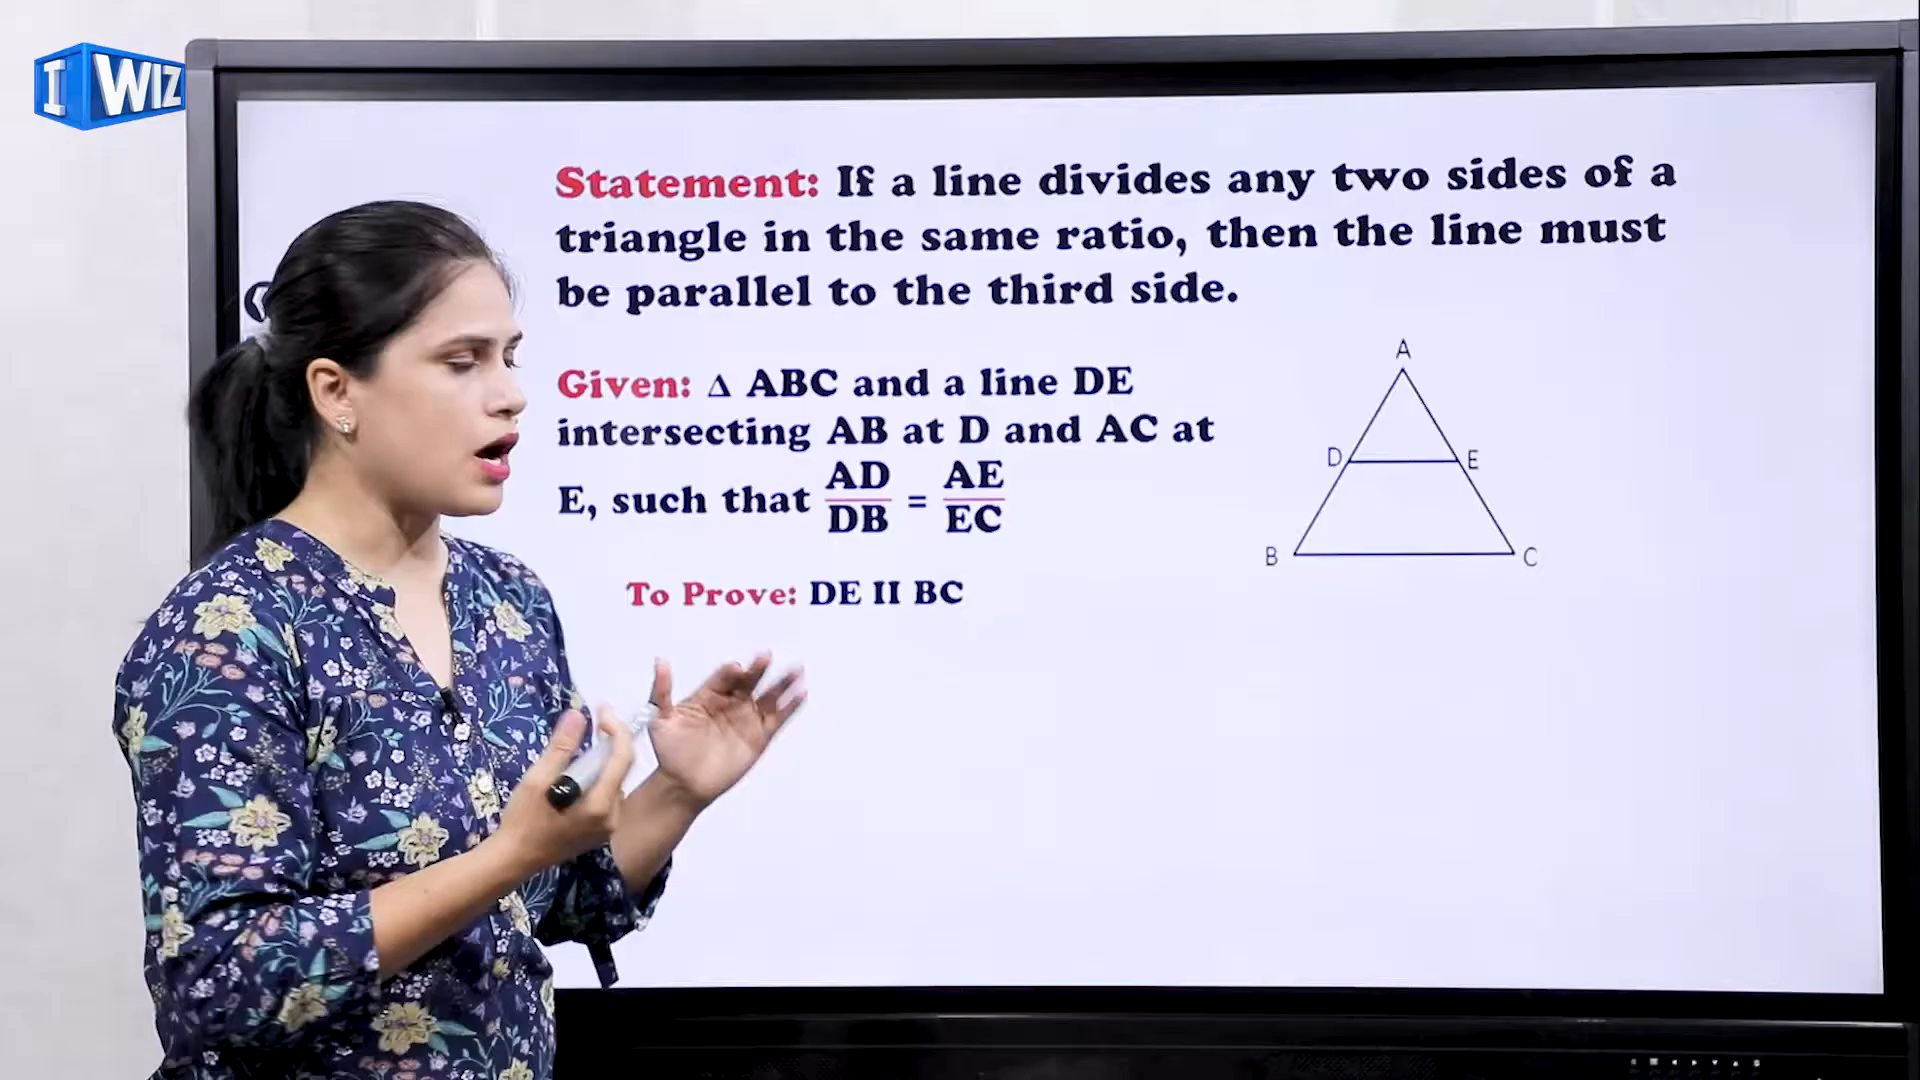 I WIZ
Statement: If a line divides any two sides of a
triangle in the same ratio, then the line must
be parallel to the third side.
Given: Δ ABC and a line DE
intersecting AB at D and AC at
E, such that AD/DB = AE/EC
To Prove: DE II BC
A
D E
B C